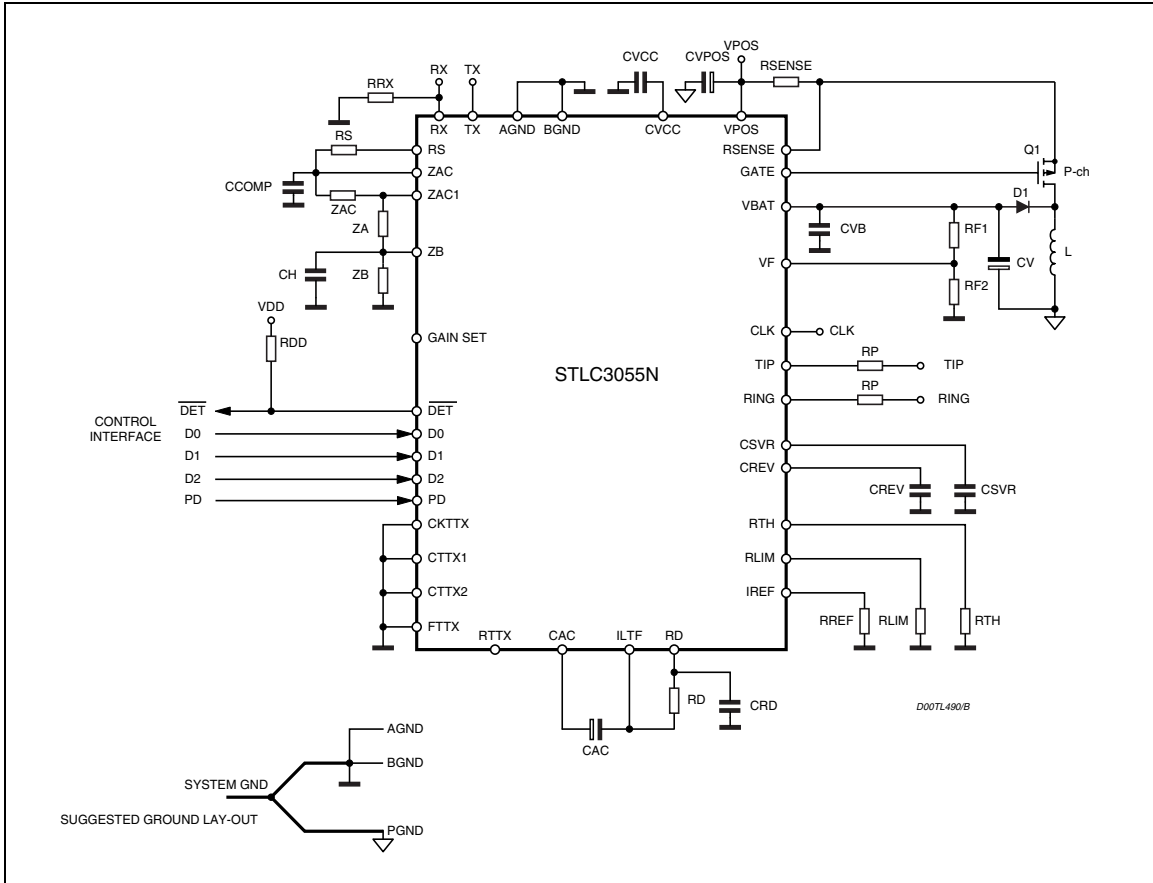 VPOS
CVCC
CVPOS
RSENSE
RX
TX
RRX
RX
TX
AGND
BGND
CVCC
VPOS
RS
RS
RSENSE
Q1
P-ch
ZAC
GATE
CCOMP
ZAC
ZAC1
VBAT
D1
ZA
CVB
RF1
ZB
VF
CH
ZB
CV
L
RF2
VDD
RDD
GAIN SET
CLK
CLK
STLC3055N
TIP
RP
TIP
RING
RP
RING
CONTROL
INTERFACE
DET
DET
D0
D0
D1
D1
D2
D2
PD
PD
CSVR
CREV
CREV
CSVR
CKTTX
RTH
CTTX1
RLIM
CTTX2
IREF
FTTX
RREF
RLIM
RTH
RTTX
CAC
ILTF
RD
RD
CRD
CAC
D00TL490/B
AGND
BGND
SYSTEM GND
SUGGESTED GROUND LAY-OUT
PGND